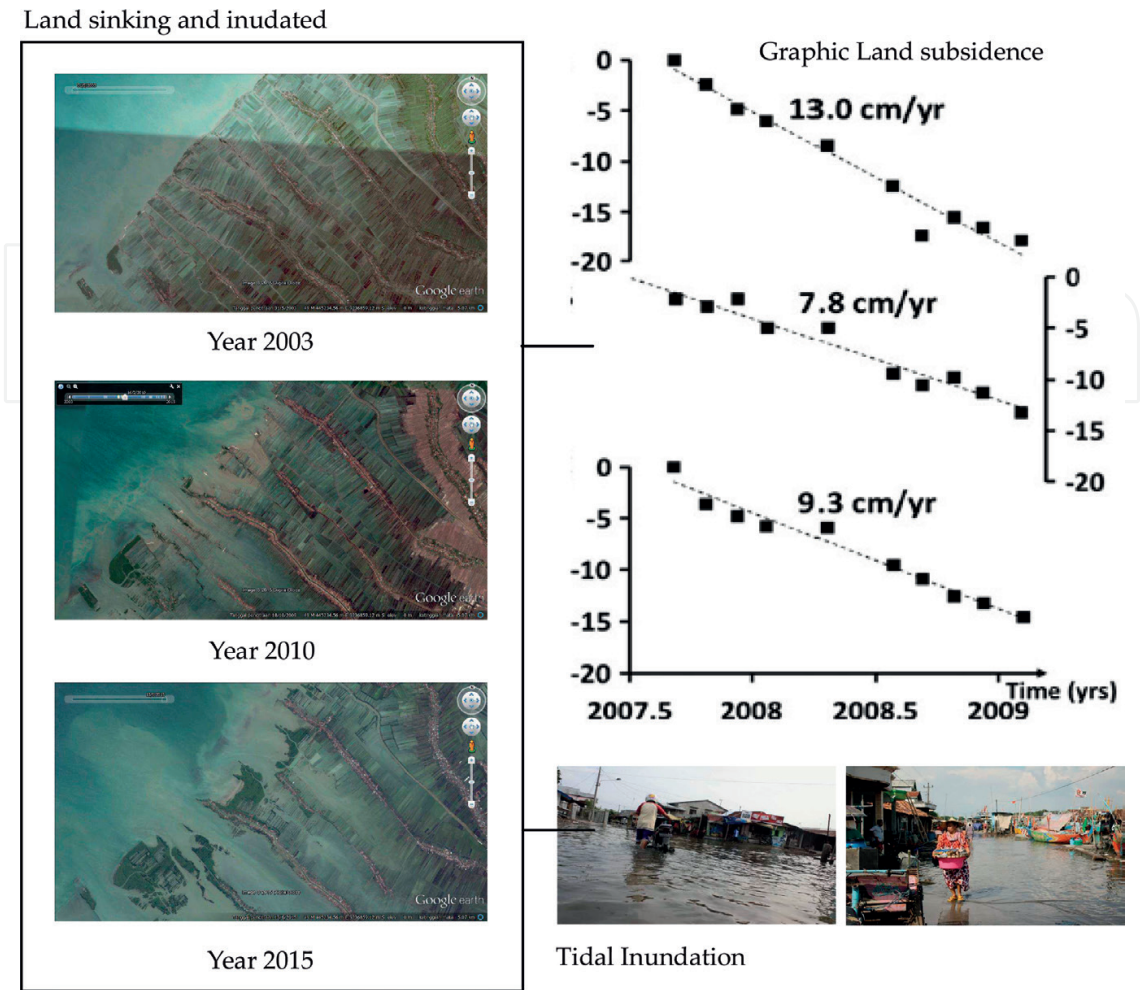 Land sinking and inudated
Google earth
Year 2003
Google earth
Year 2010
Google earth
Year 2015
Graphic Land subsidence
0
-5
-10
-15
-20
13.0 cm/yr
0
-5
-10
-15
-20
7.8 cm/yr
0
-5
-10
-15
-20
9.3 cm/yr
Time (yrs)
2007.5 2008 2008.5 2009
Tidal Inundation